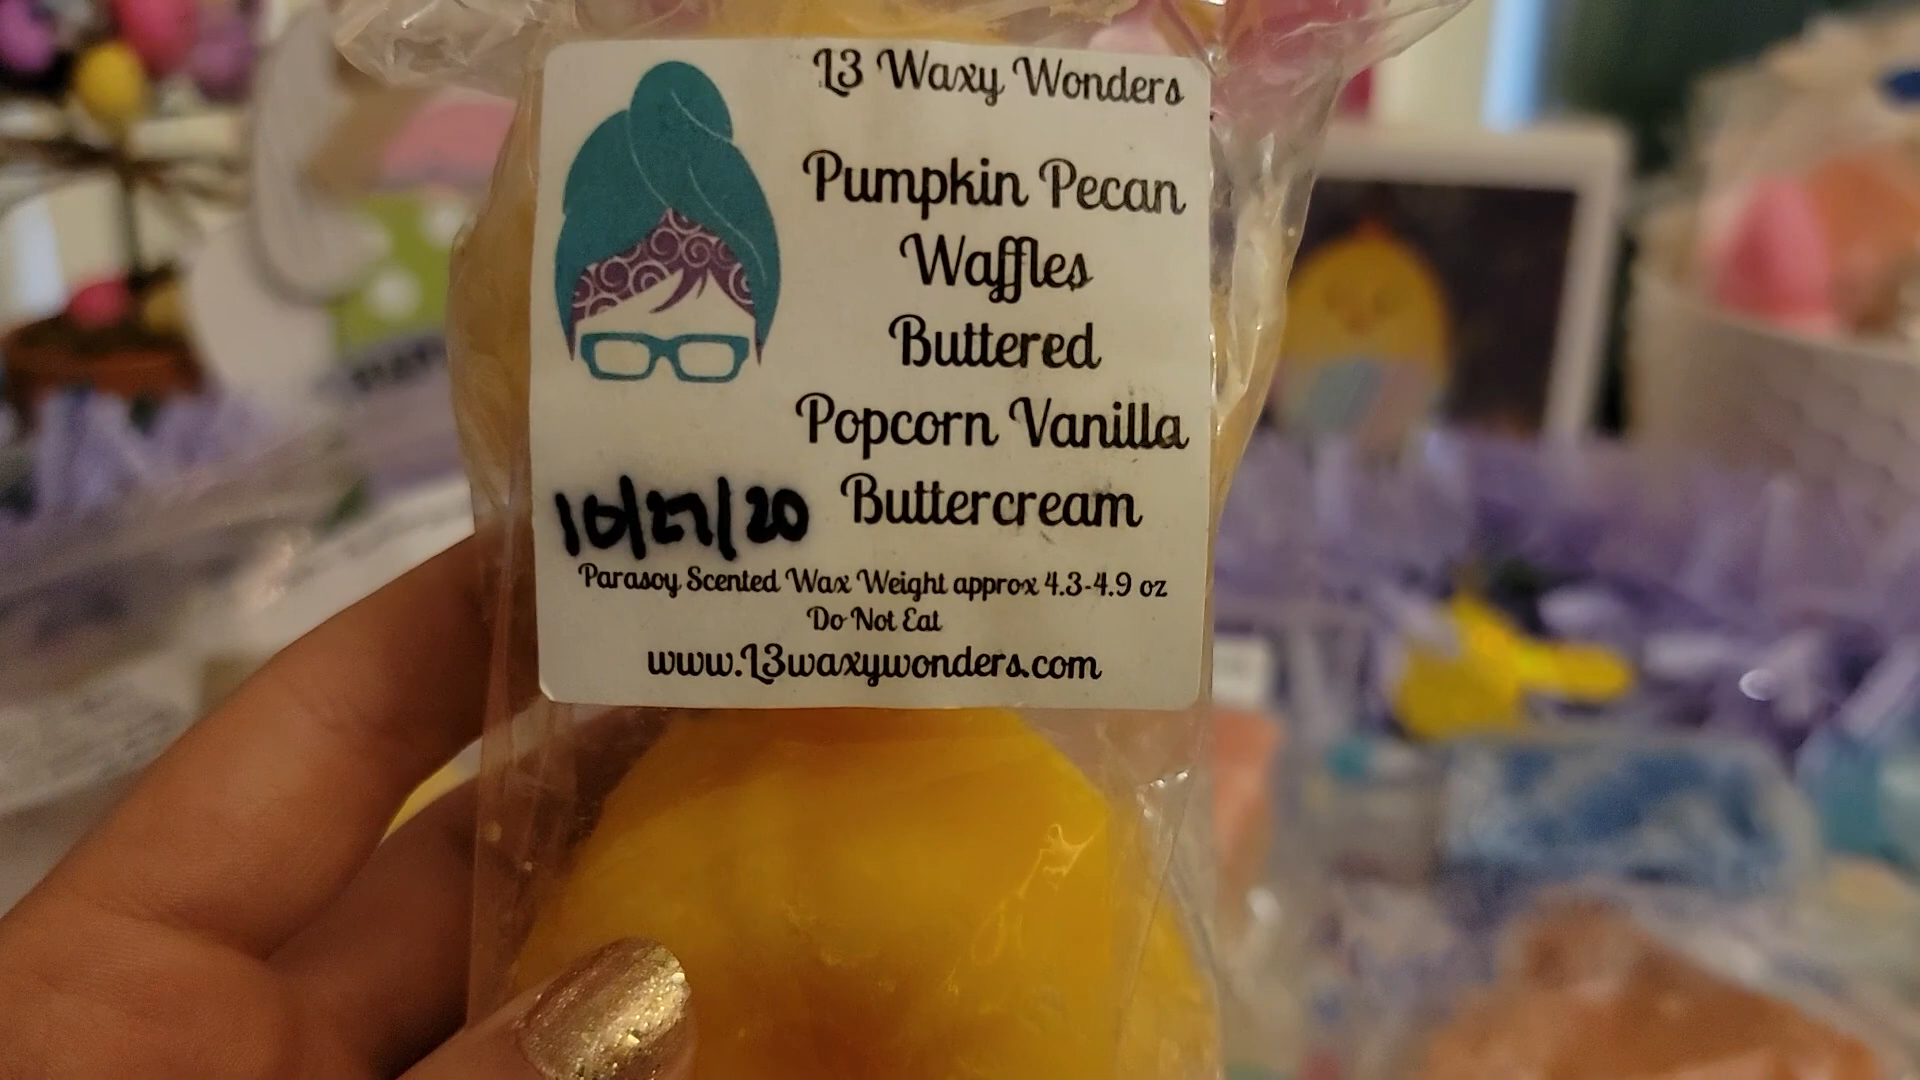 L3 Waxy Wonders
Pumpkin Pecan
Waffles
Buttered
Popcorn Vanilla
Buttercream
10/27/20
Parasoy Scented Wax Weight approx 4.3-4.9 oz
Do Not Eat
www.L3waxywonders.com